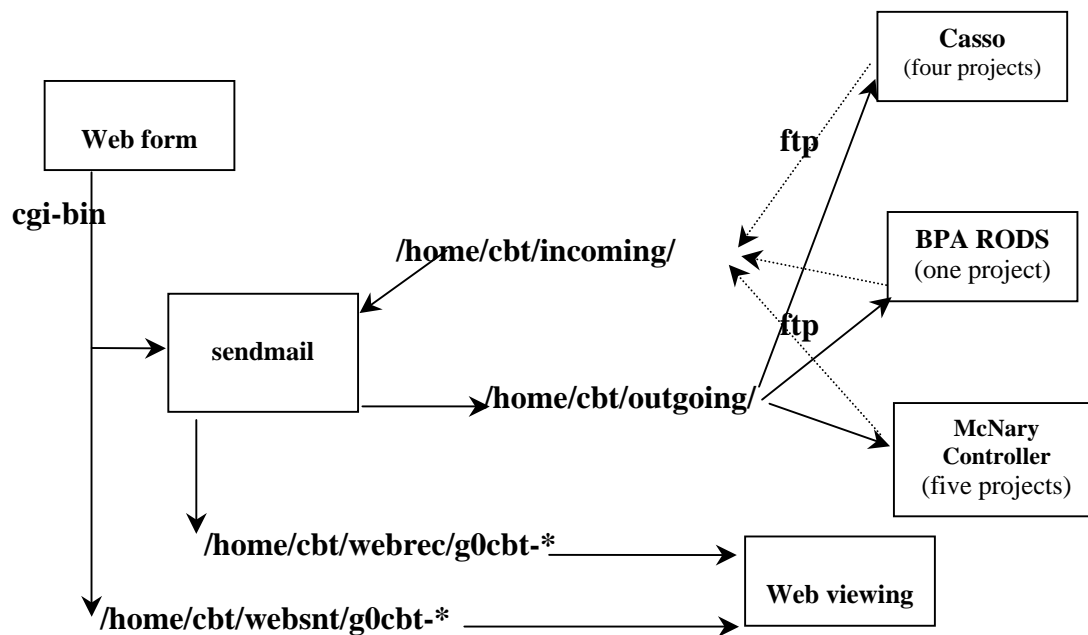 Casso
(four projects)
Web form
ftp
cgi-bin
/home/cbt/incoming/
BPA RODS
(one project)
sendmail
ftp
/home/cbt/outgoing/
McNary
Controller
(five projects)
/home/cbt/webrec/g0cbt-*
Web viewing
/home/cbt/websnt/g0cbt-*